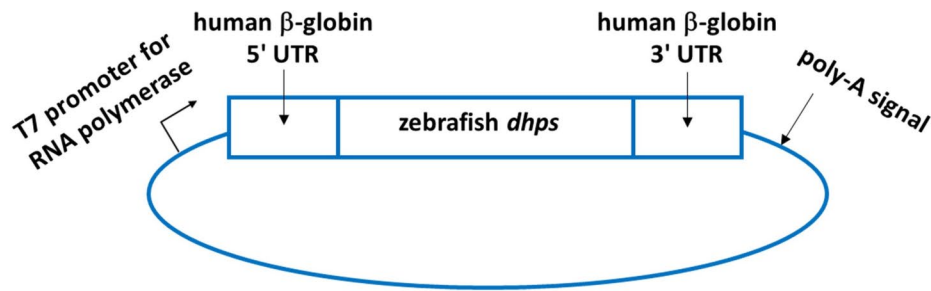 T7 promoter for
RNA polymerase
human β-globin
5' UTR
zebrafish dhps
human β-globin
3' UTR
poly-A signal